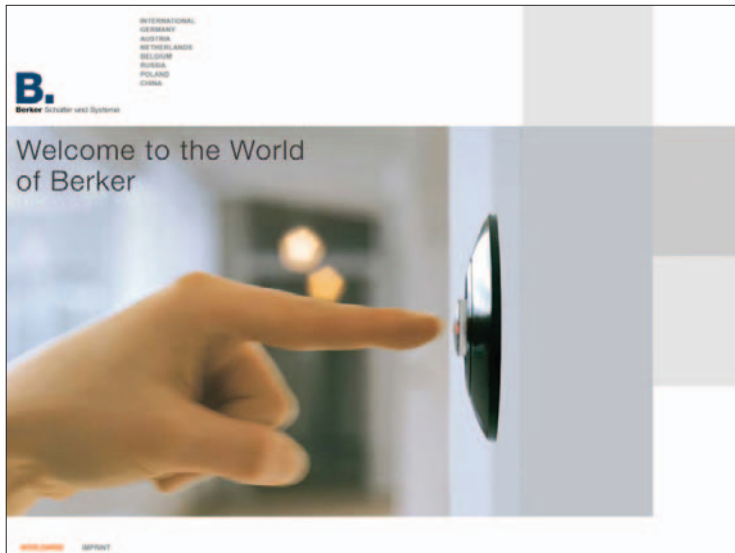 INTERNATIONAL
GERMANY
AUSTRIA
NETHERLANDS
BELGIUM
RUSSIA
POLAND
CHINA
B.
Berker Schalter und Systeme
Welcome to the World
of Berker
WORLDWIDE IMPRINT